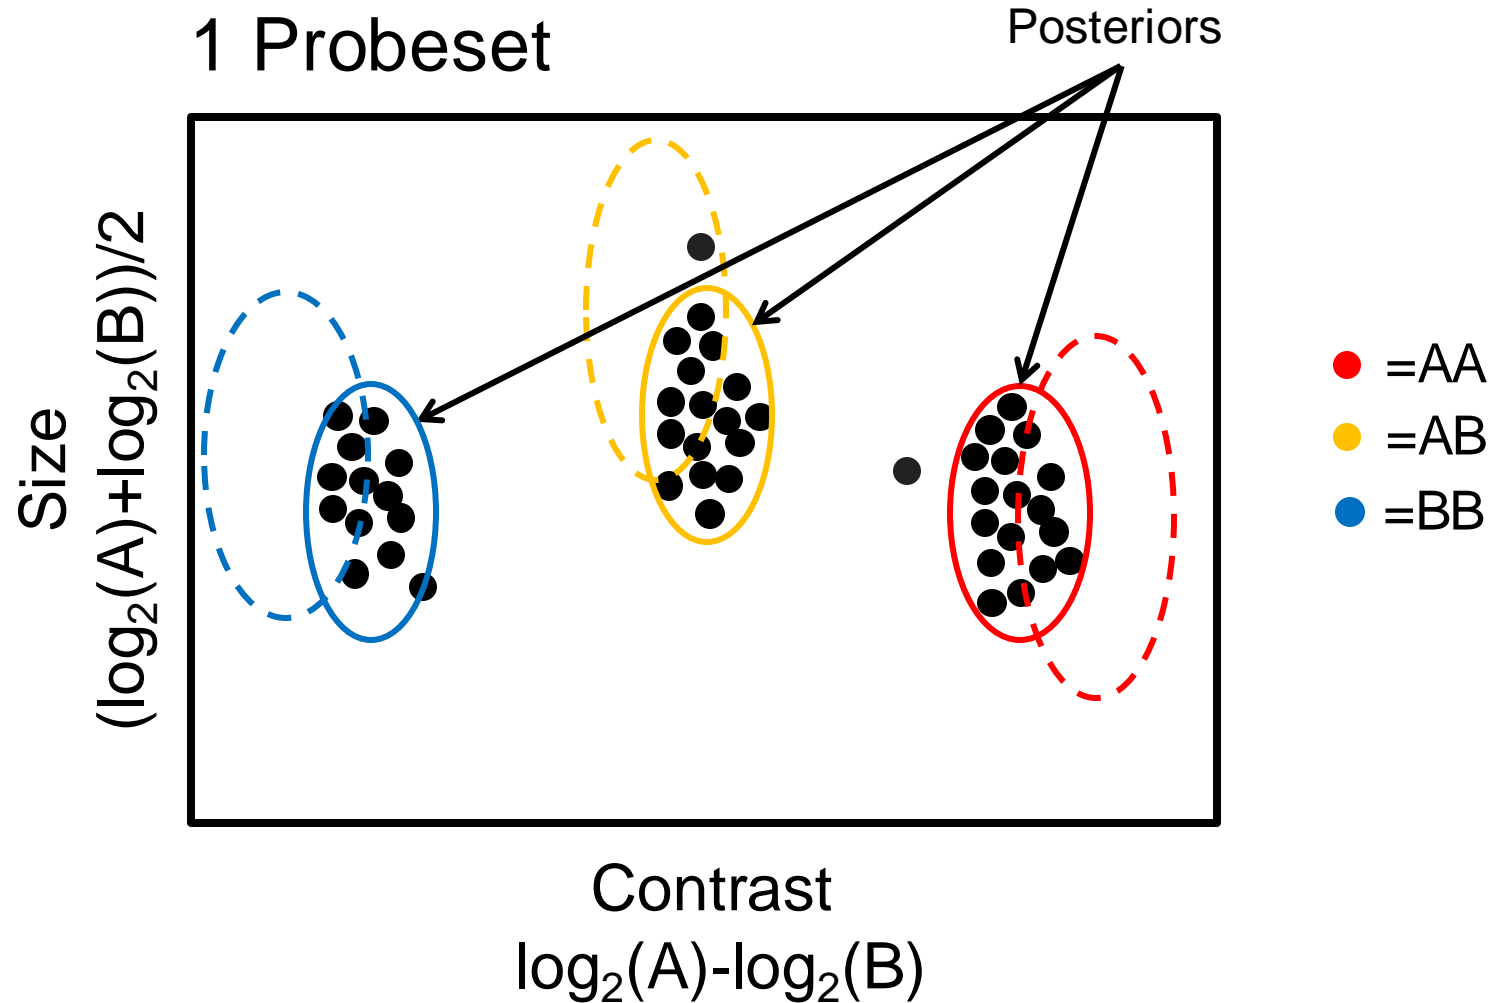 1 Probeset
Posteriors
Size
(log₂(A)+log₂(B))/2
=AA
=AB
=BB
Contrast
log₂(A)-log₂(B)